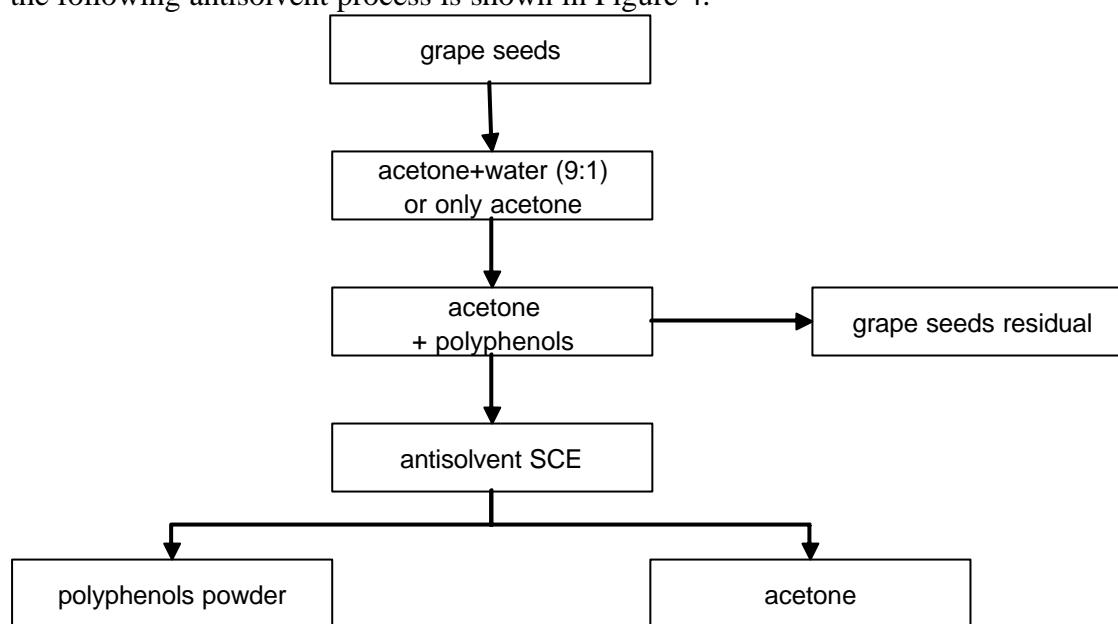 the following antisolvent process is shown in Figure 4.
grape seeds
acetone+water (9:1)
or only acetone
acetone
+ polyphenols
grape seeds residual
antisolvent SCE
polyphenols powder
acetone